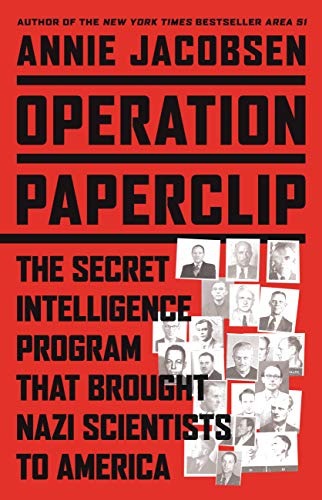 AUTHOR OF THE NEW YORK TIMES BESTSELLER AREA 51
ANNIE JACOBSEN
OPERATION
PAPERCLIP
THE SECRET
INTELLIGENCE
PROGRAM
THAT BROUGHT
NAZI SCIENTISTS
TO AMERICA